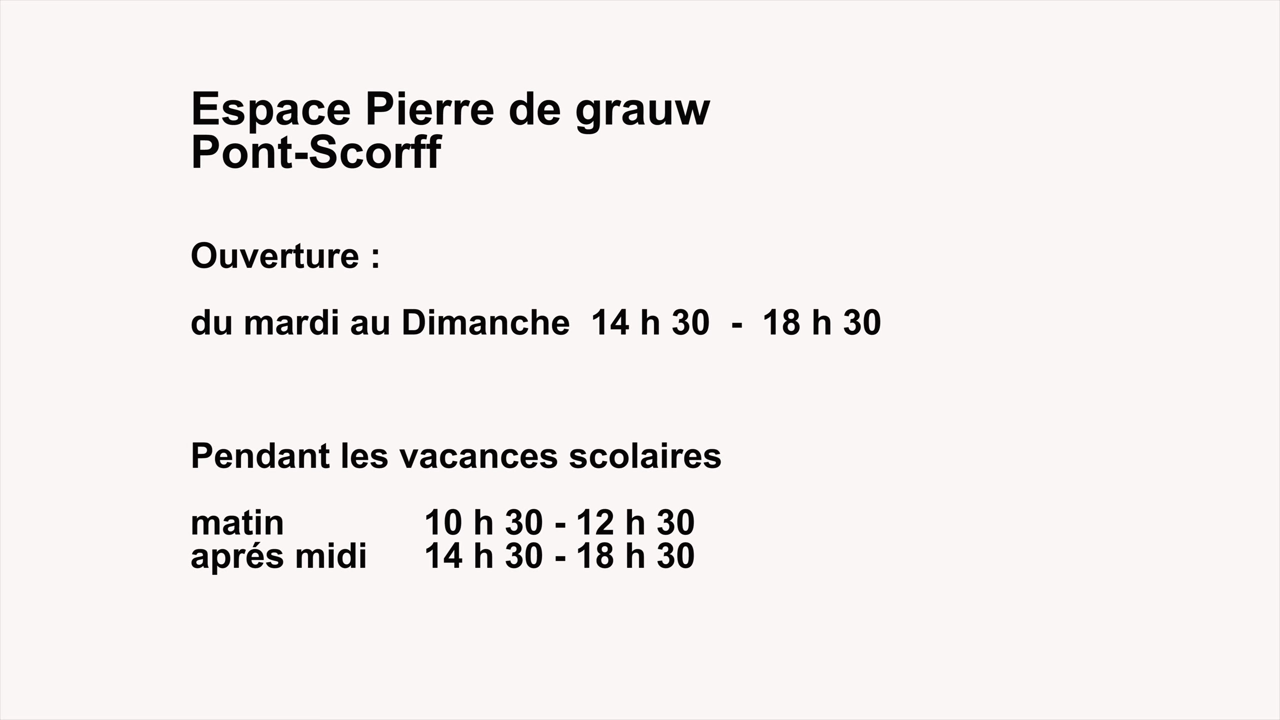 Espace Pierre de grauw
Pont-Scorff
Ouverture :
du mardi au Dimanche 14 h 30 - 18 h 30
Pendant les vacances scolaires
matin 10 h 30 - 12 h 30
aprés midi 14 h 30 - 18 h 30